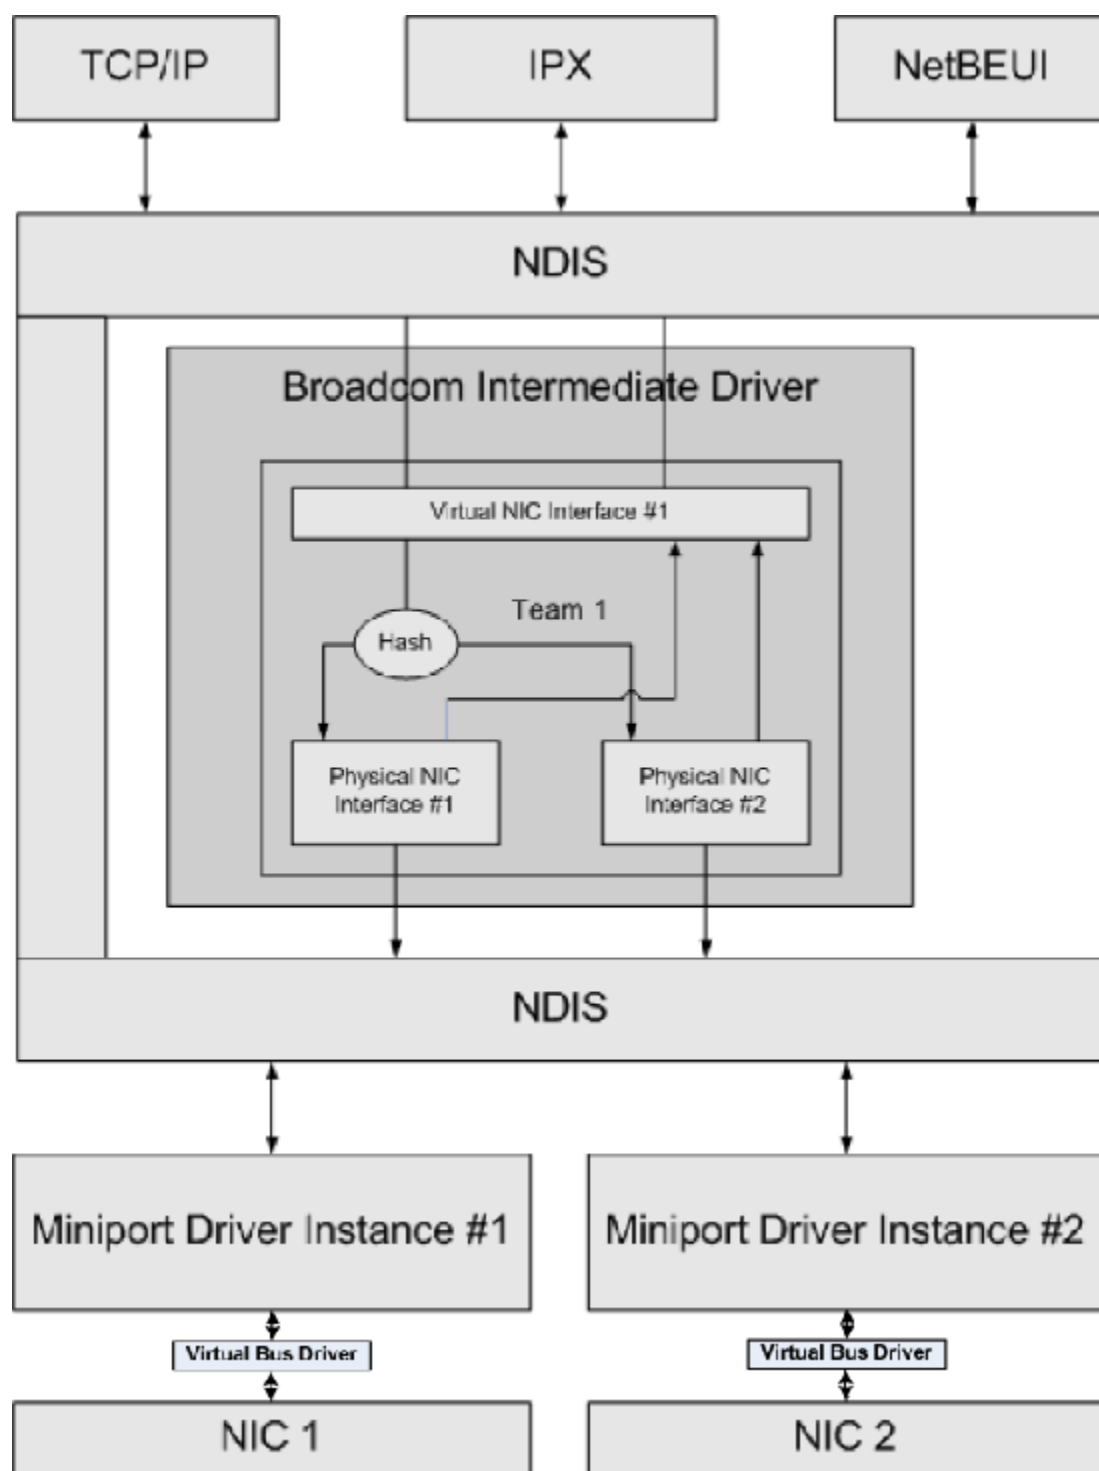 TCP/IP
IPX
NetBEUI
NDIS
Broadcom Intermediate Driver
Virtual NIC Interface #1
Team 1
Hash
Physical NIC
Interface #1
Physical NIC
Interface #2
NDIS
Miniport Driver Instance #1
Miniport Driver Instance #2
Virtual Bus Driver
Virtual Bus Driver
NIC 1
NIC 2